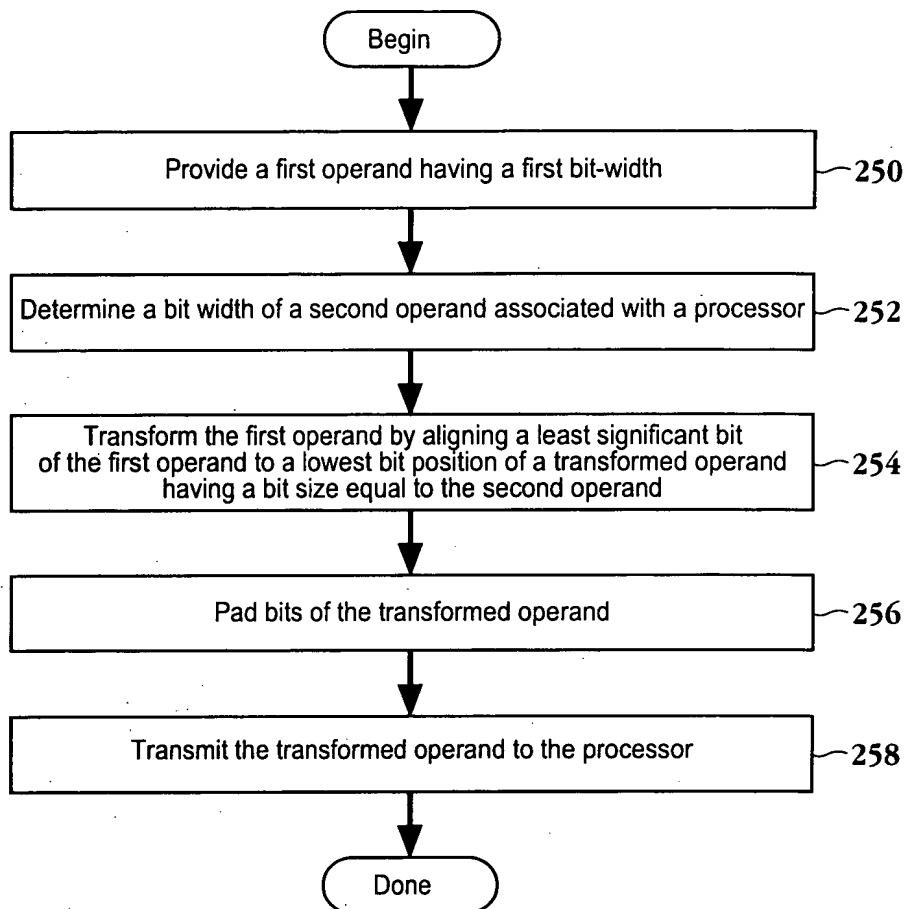 Begin
Provide a first operand having a first bit-width
250
Determine a bit width of a second operand associated with a processor
252
Transform the first operand by aligning a least significant bit
of the first operand to a lowest bit position of a transformed operand
having a bit size equal to the second operand
254
Pad bits of the transformed operand
256
Transmit the transformed operand to the processor
258
Done